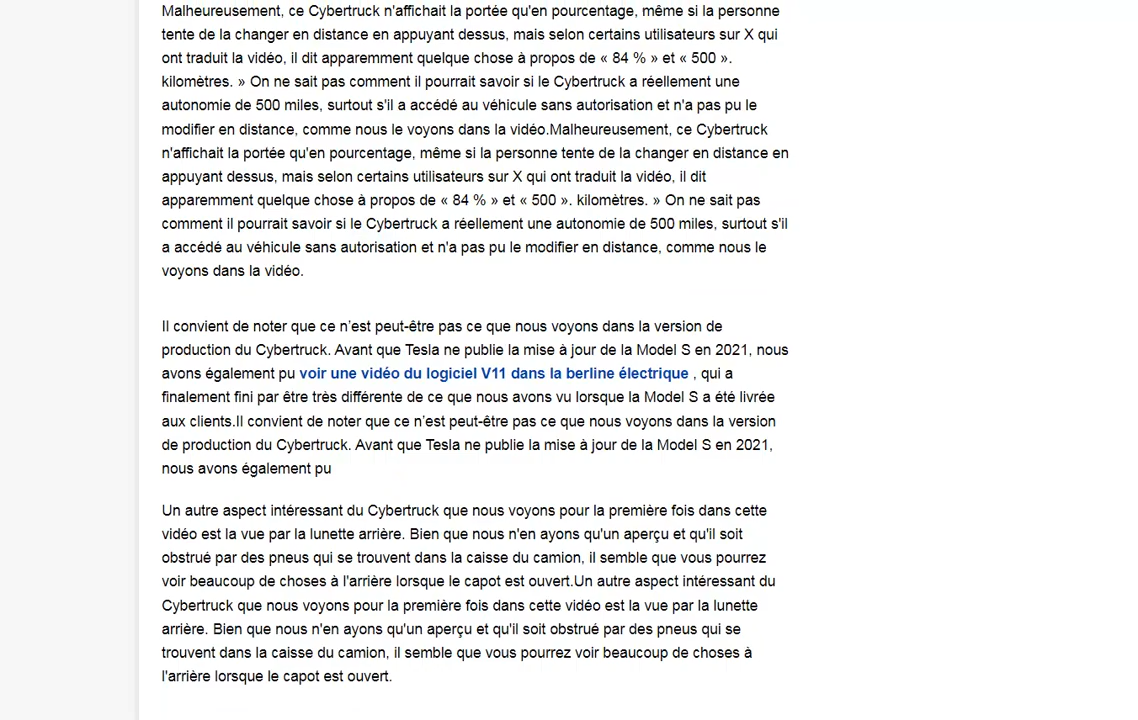 Malheureusement, ce Cybertruck n'affichait la portée qu'en pourcentage, même si la personne
tente de la changer en distance en appuyant dessus, mais selon certains utilisateurs sur X qui
ont traduit la vidéo, il dit apparemment quelque chose à propos de « 84 % » et « 500 ».
kilomètres. » On ne sait pas comment il pourrait savoir si le Cybertruck a réellement une
autonomie de 500 miles, surtout s'il a accédé au véhicule sans autorisation et n'a pas pu le
modifier en distance, comme nous le voyons dans la vidéo.Malheureusement, ce Cybertruck
n'affichait la portée qu'en pourcentage, même si la personne tente de la changer en distance en
appuyant dessus, mais selon certains utilisateurs sur X qui ont traduit la vidéo, il dit
apparemment quelque chose à propos de « 84 % » et « 500 ». kilomètres. » On ne sait pas
comment il pourrait savoir si le Cybertruck a réellement une autonomie de 500 miles, surtout s'il
a accédé au véhicule sans autorisation et n'a pas pu le modifier en distance, comme nous le
voyons dans la vidéo.
Il convient de noter que ce n’est peut-être pas ce que nous voyons dans la version de
production du Cybertruck. Avant que Tesla ne publie la mise à jour de la Model S en 2021, nous
avons également pu voir une vidéo du logiciel V11 dans la berline électrique , qui a
finalement fini par être très différente de ce que nous avons vu lorsque la Model S a été livrée
aux clients.Il convient de noter que ce n’est peut-être pas ce que nous voyons dans la version
de production du Cybertruck. Avant que Tesla ne publie la mise à jour de la Model S en 2021,
nous avons également pu
Un autre aspect intéressant du Cybertruck que nous voyons pour la première fois dans cette
vidéo est la vue par la lunette arrière. Bien que nous n'en ayons qu'un aperçu et qu'il soit
obstrué par des pneus qui se trouvent dans la caisse du camion, il semble que vous pourrez
voir beaucoup de choses à l'arrière lorsque le capot est ouvert.Un autre aspect intéressant du
Cybertruck que nous voyons pour la première fois dans cette vidéo est la vue par la lunette
arrière. Bien que nous n'en ayons qu'un aperçu et qu'il soit obstrué par des pneus qui se
trouvent dans la caisse du camion, il semble que vous pourrez voir beaucoup de choses à
l'arrière lorsque le capot est ouvert.